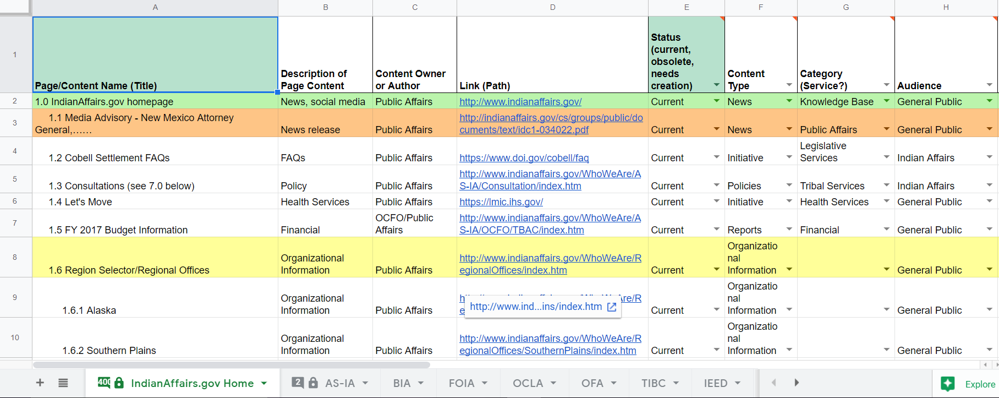 A B C D E F G H
1
Page/Content Name (Title)
Description of
Page Content
Content Owner
or Author
Link (Path)
Status
(current,
obsolete,
needs
creation)
Content
Type
Category
(Service?)
Audience
2
1.0 IndianAffairs.gov homepage
News, social media
Public Affairs
http://www.indianaffairs.gov/
Current
News
Knowledge Base
General Public
3
1.1 Media Advisory - New Mexico Attorney
General,......
News release
Public Affairs
http://indianaffairs.gov/cs/groups/public/do
cuments/text/idc1-034022.pdf
Current
News
Public Affairs
General Public
4
1.2 Cobell Settlement FAQs
FAQs
Public Affairs
https://www.doi.gov/cobell/faq
Current
Initiative
Legislative
Services
Indian Affairs
5
1.3 Consultations (see 7.0 below)
Policy
Public Affairs
http://www.indianaffairs.gov/WhoWeAre/A
S-IA/Consultation/index.htm
Current
Policies
Tribal Services
Indian Affairs
6
1.4 Let's Move
Health Services
Public Affairs
https://lmic.ihs.gov/
Current
Initiative
Health Services
General Public
7
1.5 FY 2017 Budget Information
Financial
OCFO/Public
Affairs
http://www.indianaffairs.gov/WhoWeAre/A
S-IA/OCFO/TBAC/index.htm
Current
Reports
Financial
General Public
8
1.6 Region Selector/Regional Offices
Organizational
Information
Public Affairs
http://www.indianaffairs.gov/WhoWeAre/R
egionalOffices/index.htm
Current
Organizatio
nal
Information
General Public
9
1.6.1 Alaska
Organizational
Information
Public Affairs
http://www.ind...ins/index.htm
Current
Organizatio
nal
Information
General Public
10
1.6.2 Southern Plains
Organizational
Information
Public Affairs
http://www.indianaffairs.gov/WhoWeAre/R
egionalOffices/SouthernPlains/index.htm
Current
Organizatio
nal
Information
General Public
400 IndianAffairs.gov Home 2 AS-IA BIA FOIA OCLA OFA TIBC IEED Explore